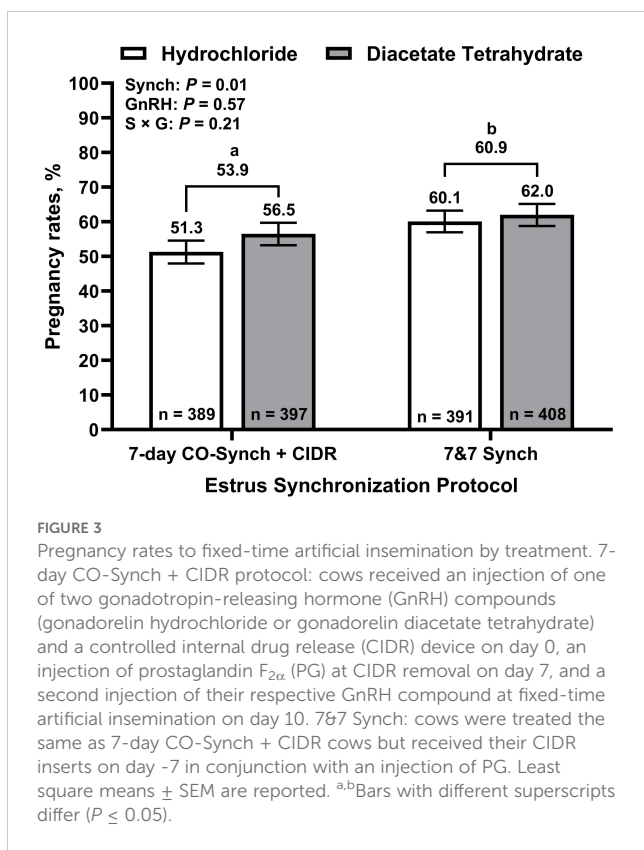 Hydrochloride Diacetate Tetrahydrate
Synch: P = 0.01
GnRH: P = 0.57
S × G: P = 0.21
Pregnancy rates, %
100
90
80
70
60
50
40
30
20
10
0
a
53.9
51.3
56.5
b
60.9
60.1
62.0
n = 389
n = 397
n = 391
n = 408
7-day CO-Synch + CIDR
7&7 Synch
Estrus Synchronization Protocol
FIGURE 3
Pregnancy rates to fixed-time artificial insemination by treatment. 7-
day CO-Synch + CIDR protocol: cows received an injection of one
of two gonadotropin-releasing hormone (GnRH) compounds
(gonadorelin hydrochloride or gonadorelin diacetate tetrahydrate)
and a controlled internal drug release (CIDR) device on day 0, an
injection of prostaglandin F2α (PG) at CIDR removal on day 7, and a
second injection of their respective GnRH compound at fixed-time
artificial insemination on day 10. 7&7 Synch: cows were treated the
same as 7-day CO-Synch + CIDR cows but received their CIDR
inserts on day -7 in conjunction with an injection of PG. Least
square means ± SEM are reported. a,bBars with different superscripts
differ (P ≤ 0.05).